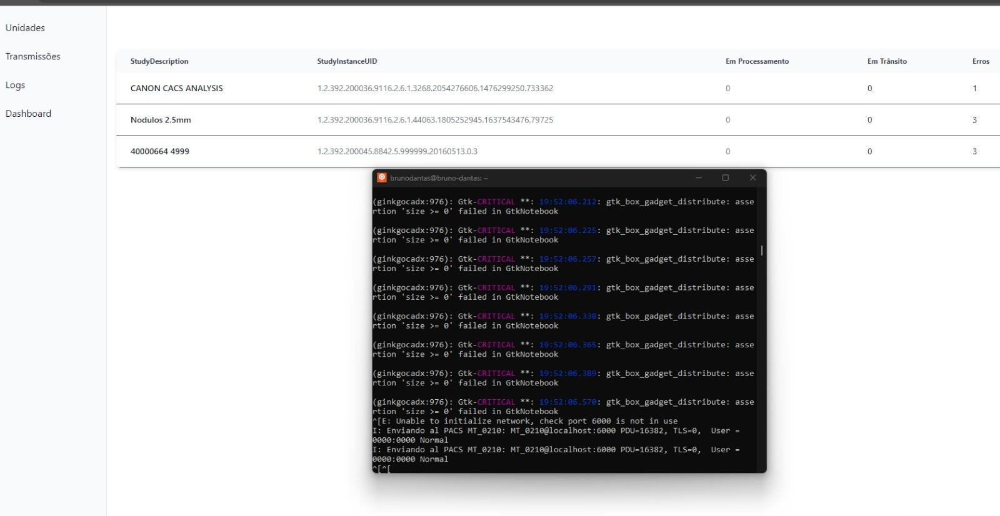 Unidades
Transmissões
Logs
Dashboard
StudyDescription StudyInstanceUID Em Processamento Em Trânsito Erros
CANON CACS ANALYSIS 1.2.392.200036.9116.2.6.1.3268.2054276606.1476299250.733362 0 0 1
Nodulos 2.5mm 1.2.392.200036.9116.2.6.1.44063.1805252945.1637543476.79725 0 0 3
40000664 4999 1.2.392.200045.8842.5.999999.20160513.0.3 0 0 3
brunodantas@bruno-dantas: ~
(ginkgocadx:976): Gtk-CRITICAL **: 19:52:06.212: gtk_box_gadget_distribute: asse
rtion 'size >= 0' failed in GtkNotebook
(ginkgocadx:976): Gtk-CRITICAL **: 19:52:06.225: gtk_box_gadget_distribute: asse
rtion 'size >= 0' failed in GtkNotebook
(ginkgocadx:976): Gtk-CRITICAL **: 19:52:06.257: gtk_box_gadget_distribute: asse
rtion 'size >= 0' failed in GtkNotebook
(ginkgocadx:976): Gtk-CRITICAL **: 19:52:06.291: gtk_box_gadget_distribute: asse
rtion 'size >= 0' failed in GtkNotebook
(ginkgocadx:976): Gtk-CRITICAL **: 19:52:06.338: gtk_box_gadget_distribute: asse
rtion 'size >= 0' failed in GtkNotebook
(ginkgocadx:976): Gtk-CRITICAL **: 19:52:06.365: gtk_box_gadget_distribute: asse
rtion 'size >= 0' failed in GtkNotebook
(ginkgocadx:976): Gtk-CRITICAL **: 19:52:06.389: gtk_box_gadget_distribute: asse
rtion 'size >= 0' failed in GtkNotebook
(ginkgocadx:976): Gtk-CRITICAL **: 19:52:06.570: gtk_box_gadget_distribute: asse
rtion 'size >= 0' failed in GtkNotebook
^[E: Unable to initialize network, check port 6000 is not in use
I: Enviando al PACS MT_0210: MT_0210@localhost:6000 PDU=16382, TLS=0,  User =
0000:0000 Normal
I: Enviando al PACS MT_0210: MT_0210@localhost:6000 PDU=16382, TLS=0,  User =
0000:0000 Normal
^[^[